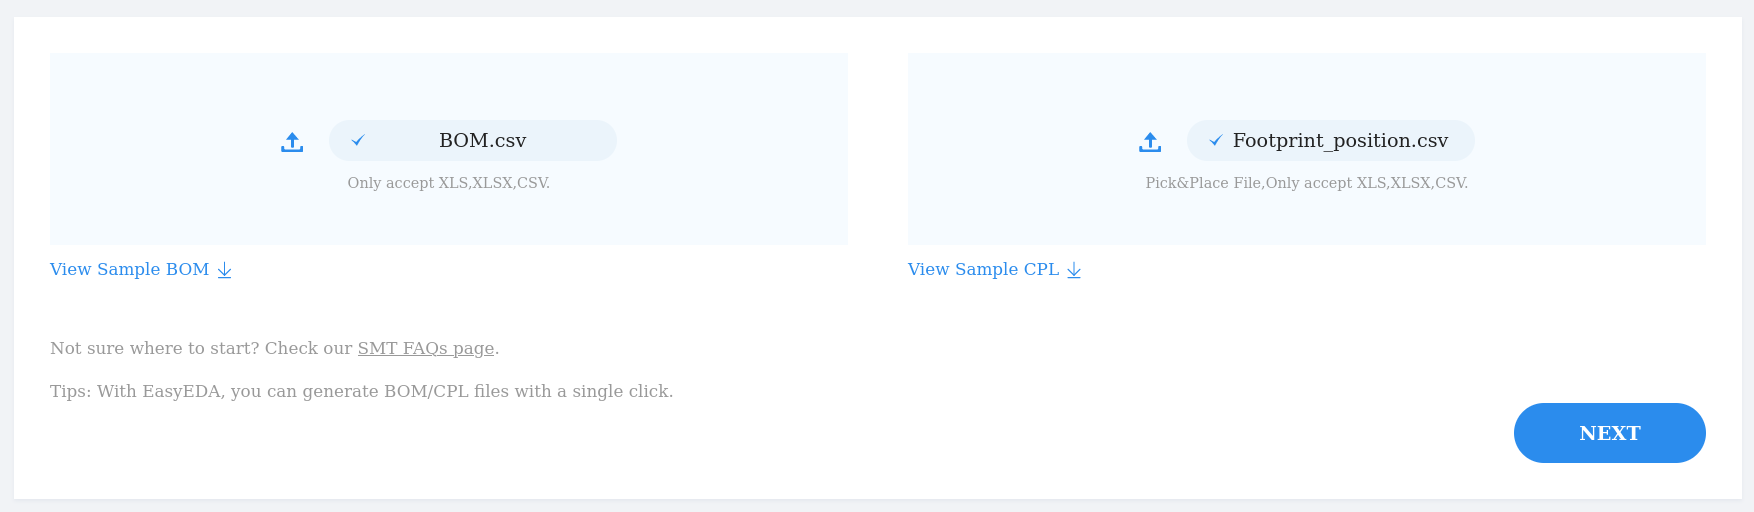 BOM.csv
Only accept XLS,XLSX,CSV.
View Sample BOM
Footprint_position.csv
Pick&Place File,Only accept XLS,XLSX,CSV.
View Sample CPL
Not sure where to start? Check our SMT FAQs page.
Tips: With EasyEDA, you can generate BOM/CPL files with a single click.
NEXT